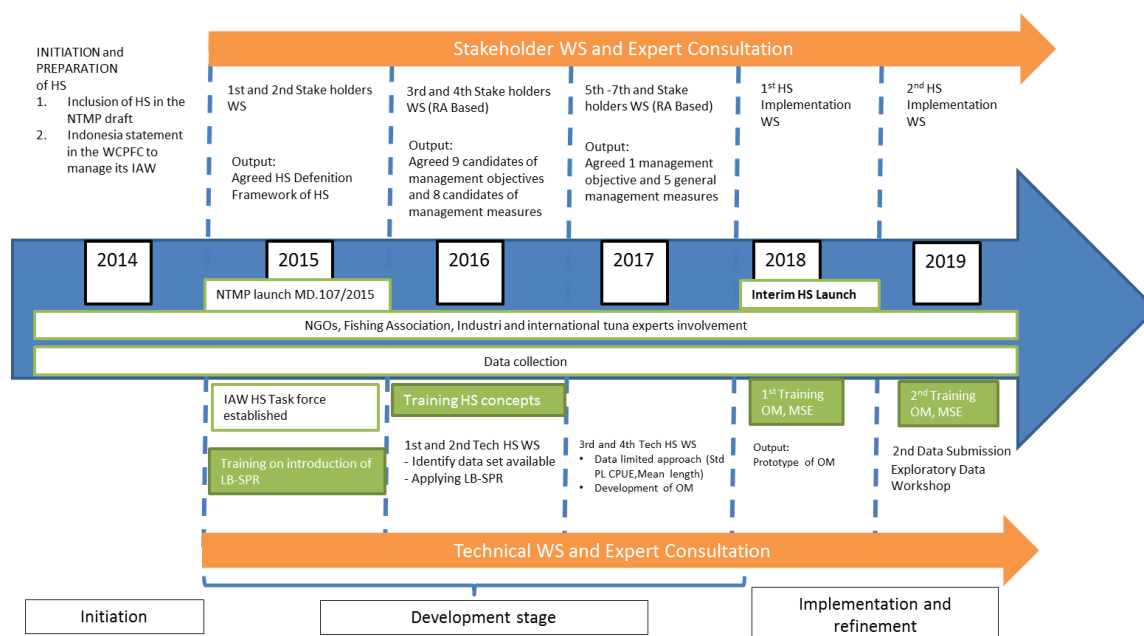 Stakeholder WS and Expert Consultation
INITIATION and
PREPARATION
of HS
1. Inclusion of HS in the
NTMP draft
2. Indonesia statement
in the WCPFC to
manage its IAW
1st and 2nd Stake holders
WS
Output:
Agreed HS Defenition
Framework of HS
3rd and 4th Stake holders
WS (RA Based)
Output:
Agreed 9 candidates of
management objectives
and 8 candidates of
management measures
5th -7th and Stake
holders WS (RA Based)
Output:
Agreed 1 management
objective and 5 general
management measures
1st HS
Implementation
WS
2nd HS
Implementation
WS
2014
2015
2016
2017
2018
2019
NTMP launch MD.107/2015
Interim HS Launch
NGOs, Fishing Association, Industri and international tuna experts involvement
Data collection
IAW HS Task force
established
Training on introduction of
LB-SPR
Training HS concepts
1st and 2nd Tech HS WS
- Identify data set available
- Applying LB-SPR
3rd and 4th Tech HS WS
• Data limited approach (Std
PL CPUE,Mean length)
• Development of OM
1st Training
OM, MSE
Output:
Prototype of OM
2nd Training
OM, MSE
2nd Data Submission
Exploratory Data
Workshop
Technical WS and Expert Consultation
Initiation
Development stage
Implementation and
refinement